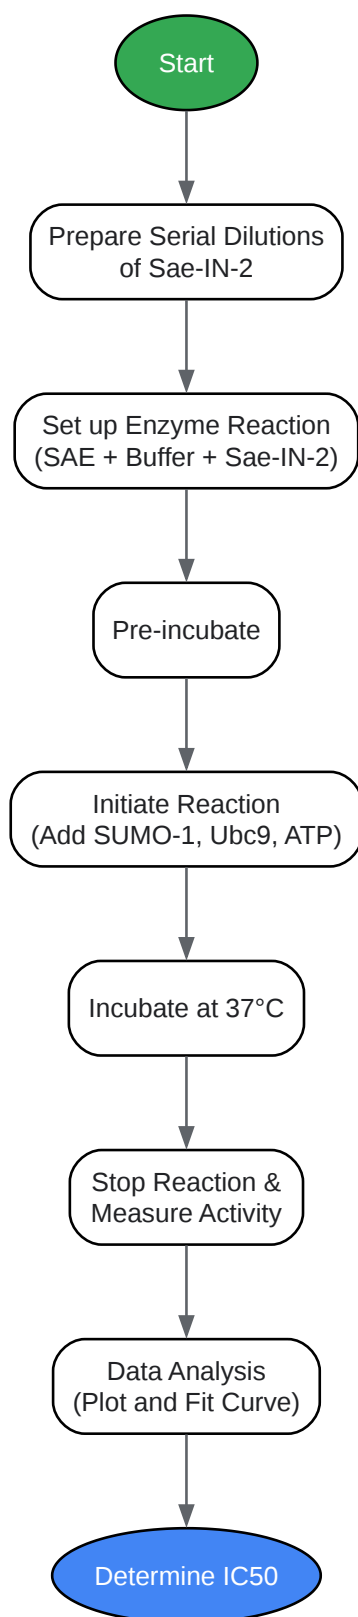 Start
Prepare Serial Dilutions
of Sae-IN-2
Set up Enzyme Reaction
(SAE + Buffer + Sae-IN-2)
Pre-incubate
Initiate Reaction
(Add SUMO-1, Ubc9, ATP)
Incubate at 37°C
Stop Reaction &
Measure Activity
Data Analysis
(Plot and Fit Curve)
Determine IC50